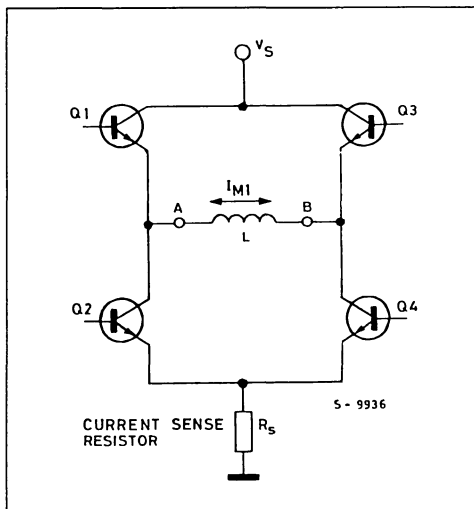 VS
Q1
Q3
IM1
A
B
L
Q2
Q4
S - 9936
CURRENT SENSE RS
RESISTOR